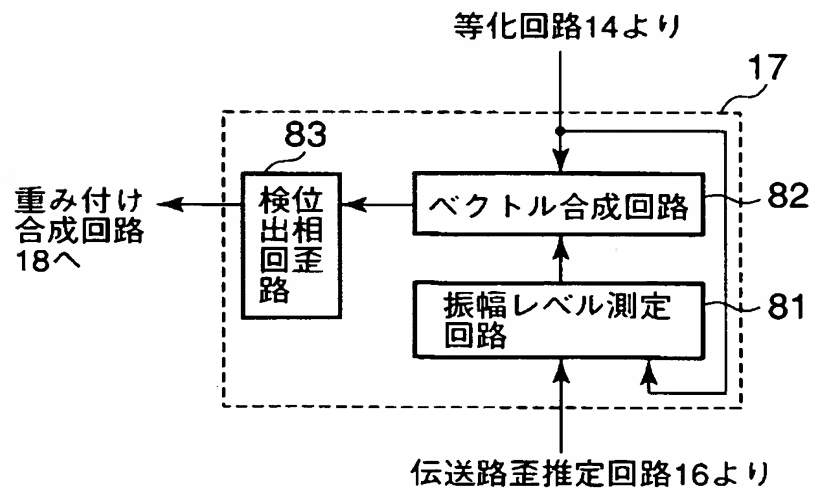 等化回路14より
17
83
重み付け
合成回路
18へ
位相歪
検出回路
ベクトル合成回路
82
振幅レベル測定
回路
81
伝送路歪推定回路16より